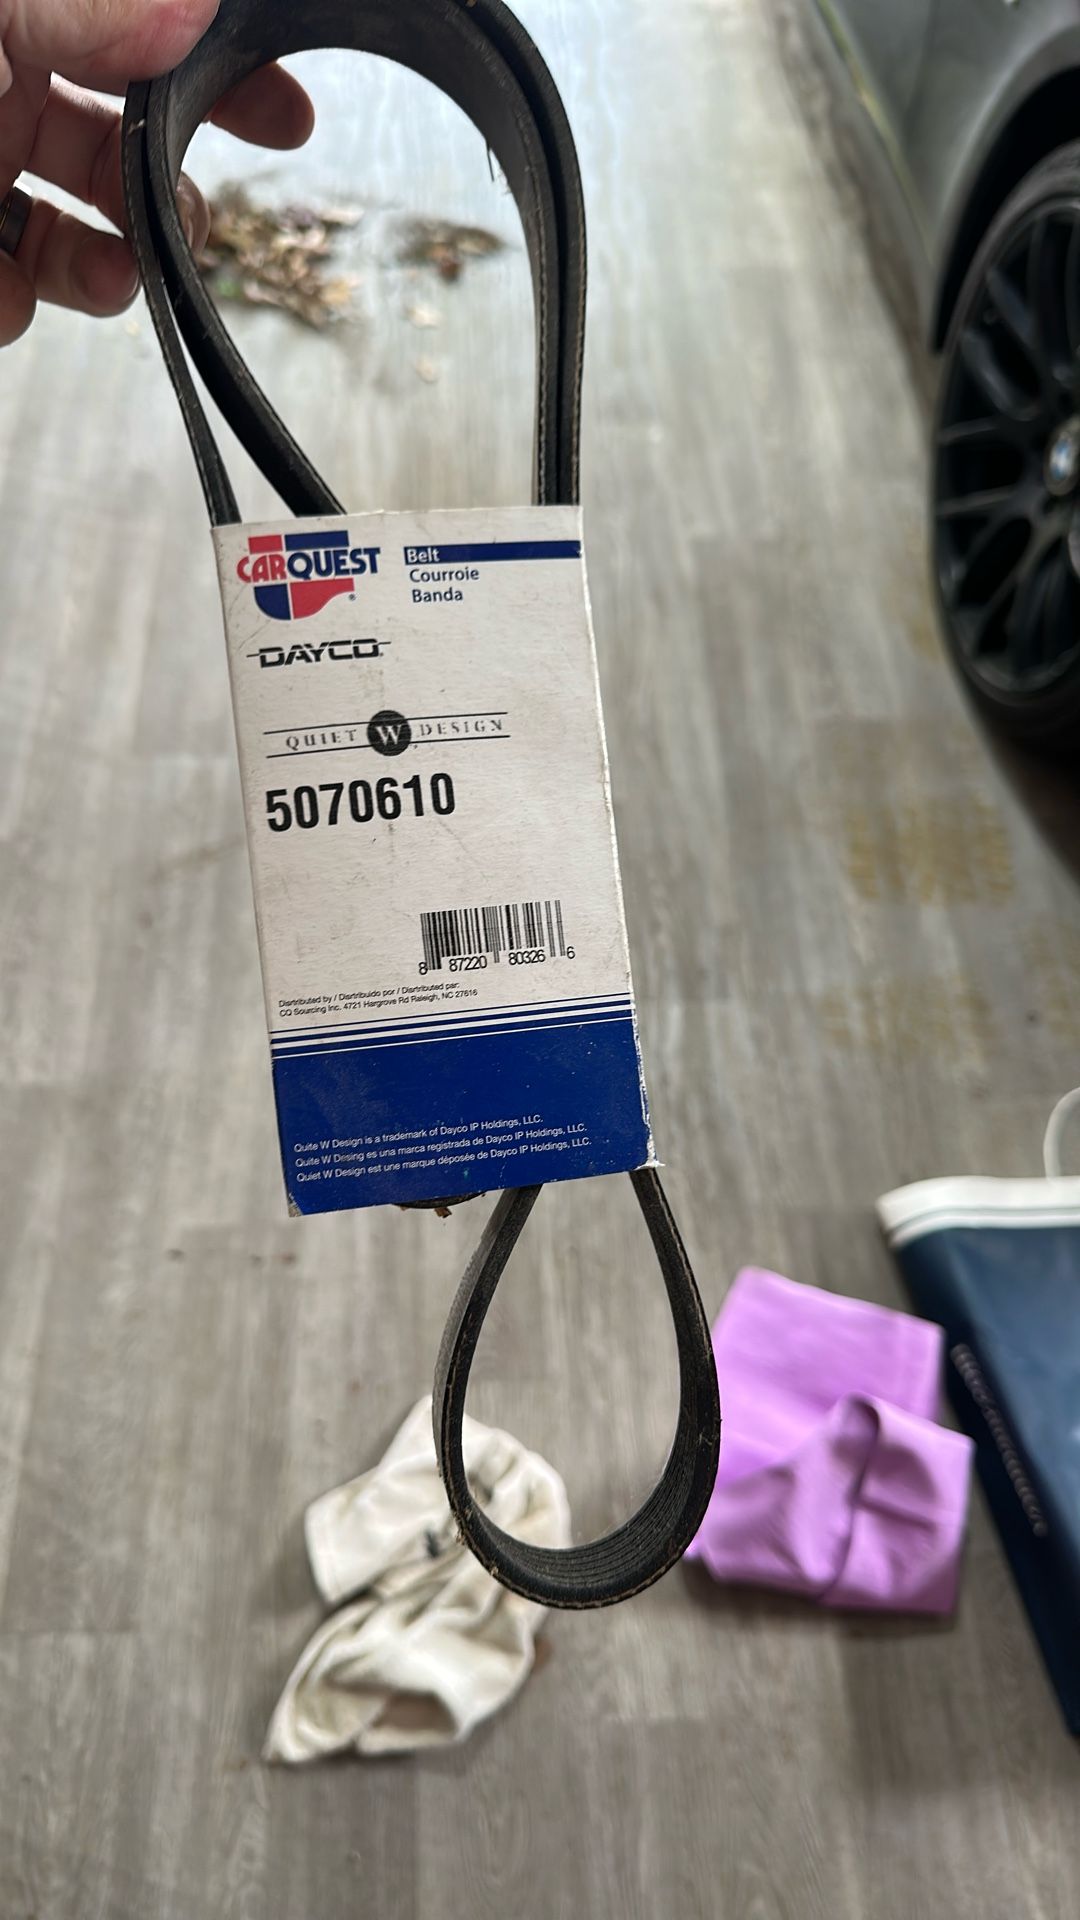 CARQUEST
Belt
Courroie
Banda
DAYCO
QUIET W DESIGN
5070610
8 87220 80326 6
Distributed by / Distribuido por / Distributed par:
CQ Sourcing Inc. 4721 Hargrove Rd Raleigh, NC 27616
Quite W Design is a trademark of Dayco IP Holdings, LLC.
Quite W Desing es una marca registrada de Dayco IP Holdings, LLC.
Quiet W Design est une marque déposée de Dayco IP Holdings, LLC.